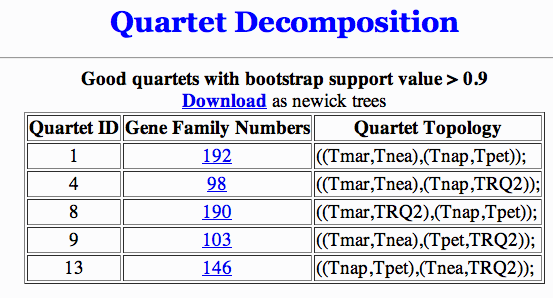 Quartet Decomposition
Good quartets with bootstrap support value > 0.9
Download as newick trees
Quartet ID Gene Family Numbers Quartet Topology
1 192 ((Tmar,Tnea),(Tnap,Tpet));
4 98 ((Tmar,Tnea),(Tnap,TRQ2));
8 190 ((Tmar,TRQ2),(Tnap,Tpet));
9 103 ((Tmar,Tnea),(Tpet,TRQ2));
13 146 ((Tnap,Tpet),(Tnea,TRQ2));